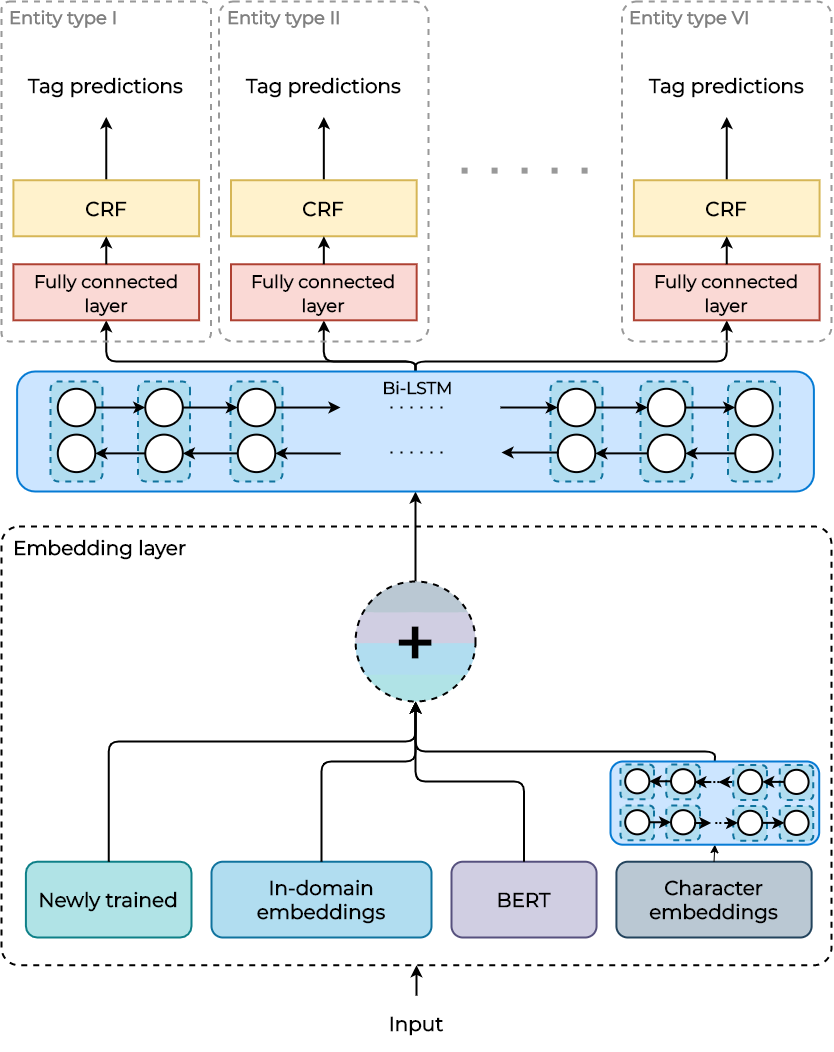 Entity type I
Entity type II
Entity type VI
Tag predictions
Tag predictions
Tag predictions
CRF
CRF
CRF
Fully connected
layer
Fully connected
layer
Fully connected
layer
Bi-LSTM
Embedding layer
+
Newly trained
In-domain
embeddings
BERT
Character
embeddings
Input